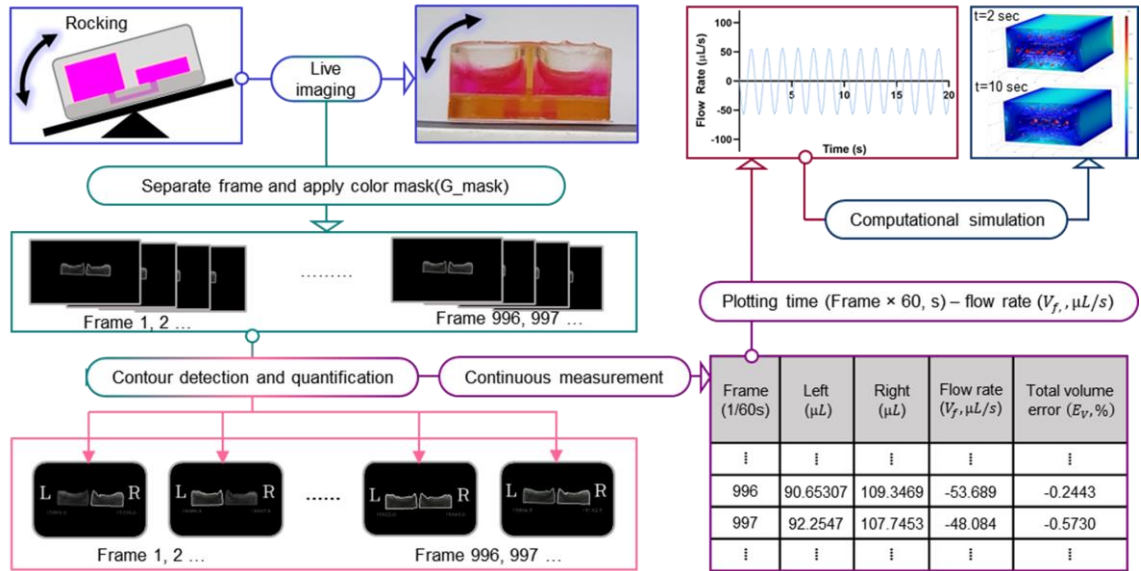 Rocking
Live
imaging
Separate frame and apply color mask(G_mask)
Frame 1, 2 ...
.........
Frame 996, 997 ...
Contour detection and quantification
Continuous measurement
L R
L R
......
L R
L R
Frame 1, 2 ...
Frame 996, 997 ...
Flow Rate (μL/s)
100
50
0
-50
-100
5 10 15 20
Time (s)
t=2 sec
t=10 sec
Computational simulation
Plotting time (Frame × 60, s) – flow rate (V_f, , μL/s)
Frame (1/60s) Left (μL) Right (μL) Flow rate (V_f, μL/s) Total volume error (E_V, %)
⁞ ⁞ ⁞ ⁞ ⁞
996 90.65307 109.3469 -53.689 -0.2443
997 92.2547 107.7453 -48.084 -0.5730
⁞ ⁞ ⁞ ⁞ ⁞